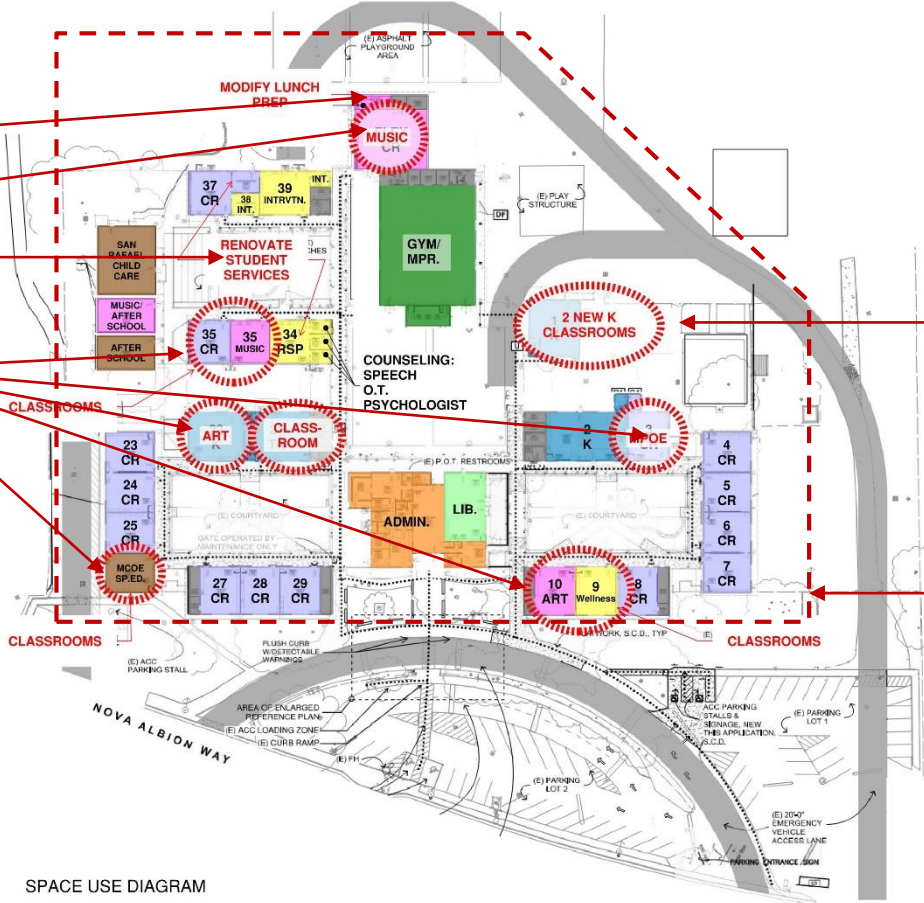 (E) ASPHALT
PLAYGROUND
AREA
MODIFY LUNCH
PREP
MUSIC
CR
37
CR
38
INT.
39
INTRVTN.
INT.
(E) PLAY
STRUCTURE
DF
SAN
RAFAEL
CHILD
CARE
RENOVATE
STUDENT
SERVICES
GYM/
MPR.
MUSIC/
AFTER
SCHOOL
2 NEW K
CLASSROOMS
35
CR
35
MUSIC
34
RSP
AFTER
SCHOOL
COUNSELING:
SPEECH
O.T.
PSYCHOLOGIST
CLASSROOMS
ART
CLASS-
ROOM
2
K
MPOE
23
CR
24
CR
25
CR
4
CR
5
CR
6
CR
7
CR
(E) P.O.T. RESTROOMS
ADMIN.
LIB.
(E) COURTYARD
(E) COURTYARD
GATE OPERATED BY
MAINTENANCE ONLY
MCOE
SP.ED.
27
CR
28
CR
29
CR
10
ART
9
Wellness
8
CR
CLASSROOMS
CLASSROOMS
FLATWORK, S.C.D., TYP
(E)
FLUSH CURB
W/DETECTABLE
WARNINGS
(E) ACC
PARKING STALL
NOVA ALBION WAY
AREA OF ENLARGED
REFERENCE PLAN
(E) ACC LOADING ZONE
(E) CURB RAMP
(E) FH
ACC PARKING
STALLS &
SIGNAGE, NEW
THIS APPLICATION,
S.C.D.
(E) PARKING
LOT 1
(E) PARKING
LOT 2
(E) 20'-0"
EMERGENCY
VEHICLE
ACCESS LANE
PARKING ENTRANCE SIGN
SPACE USE DIAGRAM